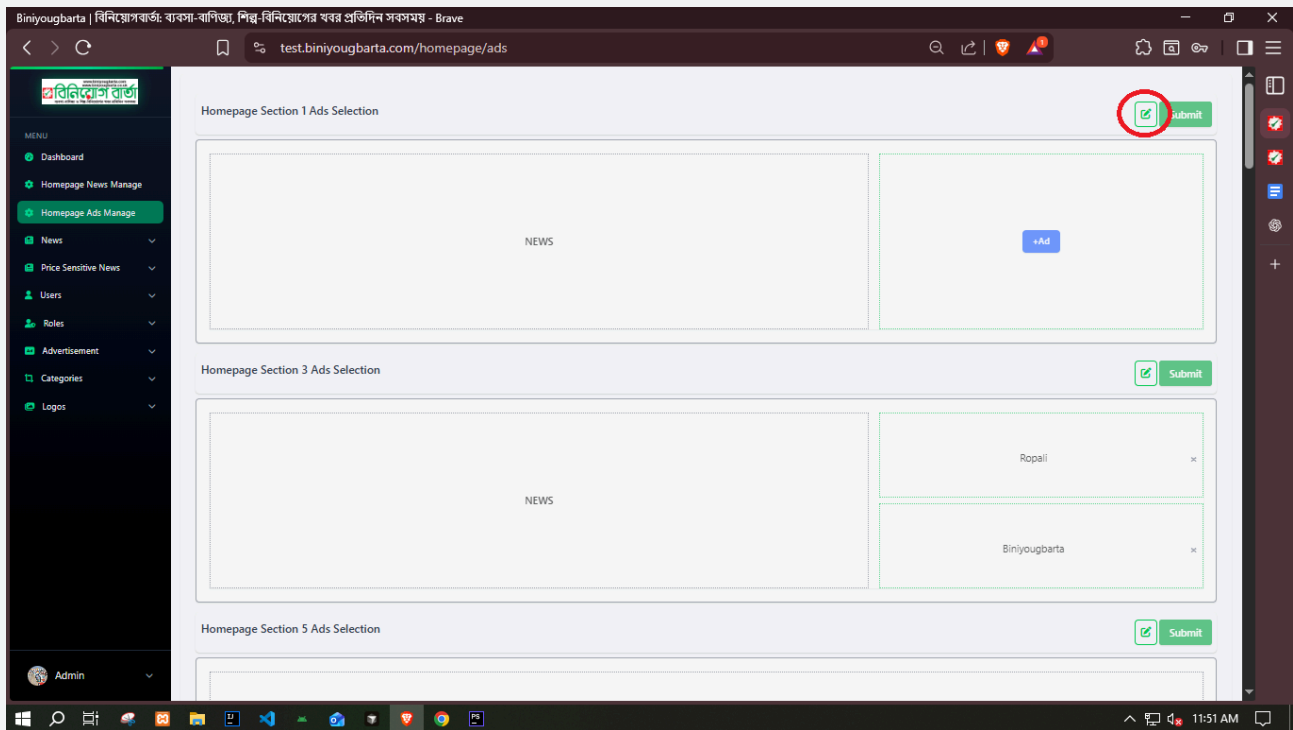 Biniyougbarta | বিনিয়োগবার্তা: ব্যবসা-বাণিজ্য, শিল্প-বিনিয়োগের খবর প্রতিদিন সবসময় - Brave
test.biniyougbarta.com/homepage/ads
বিনিয়োগ বার্তা
MENU
Dashboard
Homepage News Manage
Homepage Ads Manage
News
Price Sensitive News
Users
Roles
Advertisement
Categories
Logos
Admin
Homepage Section 1 Ads Selection
Submit
NEWS
+Ad
Homepage Section 3 Ads Selection
Submit
NEWS
Ropali
Biniyougbarta
Homepage Section 5 Ads Selection
Submit
11:51 AM